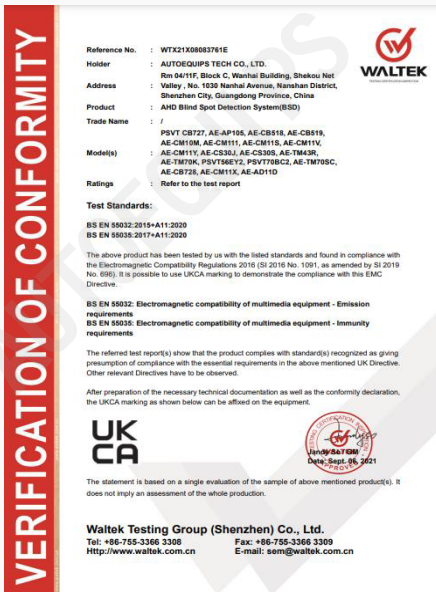 VERIFICATION OF CONFORMITY
WALTEK
Reference No. : WTX21X08083761E
Holder : AUTOEQUIPS TECH CO., LTD.
Address : Rm 04/11F, Block C, Wanhai Building, Shekou Net
Valley , No. 1030 Nanhai Avenue, Nanshan District,
Shenzhen City, Guangdong Province, China
Product : AHD Blind Spot Detection System(BSD)
Trade Name : /
Model(s) : PSVT CB727, AE-AP105, AE-CB518, AE-CB519,
AE-CM10M, AE-CM111, AE-CM11S, AE-CM11V,
AE-CM11Y, AE-CS30J, AE-CS30S, AE-TM43R,
AE-TM70K, PSVT56EY2, PSVT70BC2, AE-TM70SC,
AE-CB728, AE-CM11X, AE-AD11D
Ratings : Refer to the test report
Test Standards:
BS EN 55032:2015+A11:2020
BS EN 55035:2017+A11:2020
The above product has been tested by us with the listed standards and found in compliance with
the Electromagnetic Compatibility Regulations 2016 (SI 2016 No. 1091, as amended by SI 2019
No. 696). It is possible to use UKCA marking to demonstrate the compliance with this EMC
Directive.
BS EN 55032: Electromagnetic compatibility of multimedia equipment - Emission
requirements
BS EN 55035: Electromagnetic compatibility of multimedia equipment - Immunity
requirements
The referred test report(s) show that the product complies with standard(s) recognized as giving
presumption of compliance with the essential requirements in the above mentioned UK Directive.
Other relevant Directives have to be observed.
After preparation of the necessary technical documentation as well as the conformity declaration,
the UKCA marking as shown below can be affixed on the equipment.
UK
CA
WALTEK
APPROVED
Date: Sept. 06, 2021
The statement is based on a single evaluation of the sample of above mentioned product(s). It
does not imply an assessment of the whole production.
Waltek Testing Group (Shenzhen) Co., Ltd.
Tel: +86-755-3366 3308 Fax: +86-755-3366 3309
Http://www.waltek.com.cn E-mail: sem@waltek.com.cn